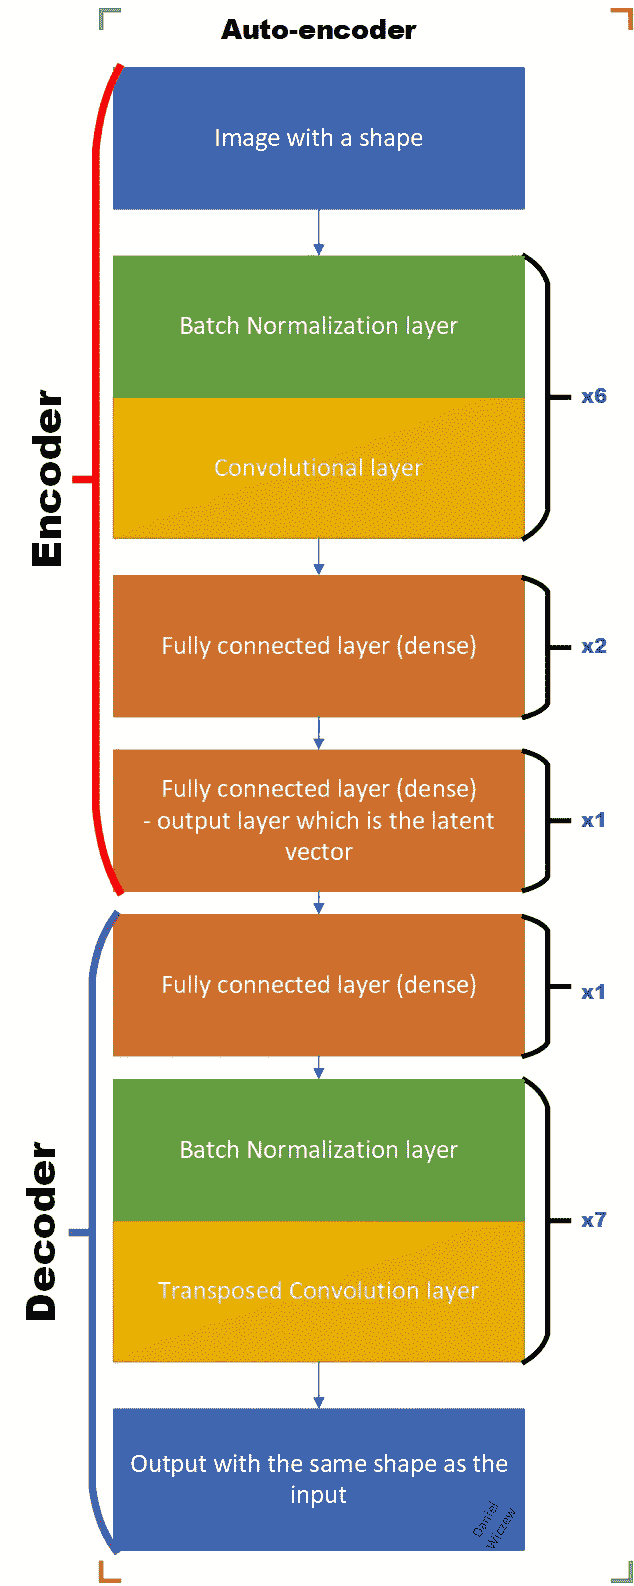 Auto-encoder
Image with a shape
Batch Normalization layer
x6
Convolutional layer
Encoder
Fully connected layer (dense)
x2
Fully connected layer (dense)
- output layer which is the latent
vector
x1
Fully connected layer (dense)
x1
Batch Normalization layer
Decoder
x7
Transposed Convolution layer
Output with the same shape as the
input
Daniel
Wiczew